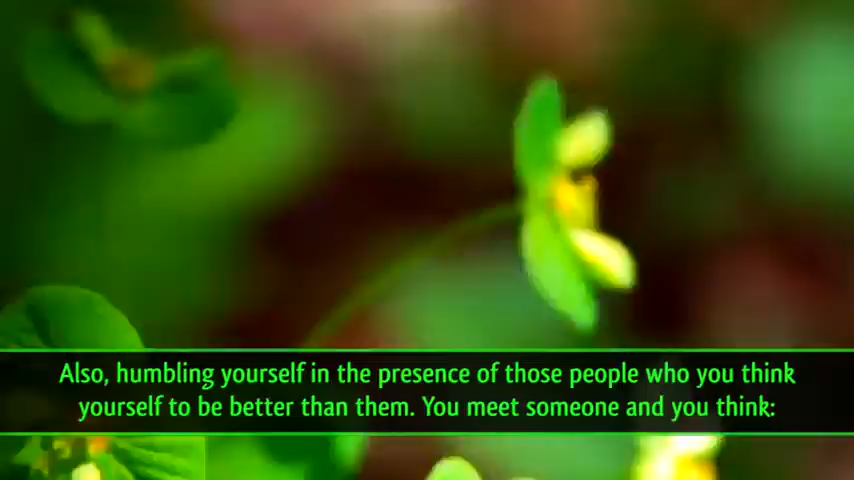 Also, humbling yourself in the presence of those people who you think
yourself to be better than them. You meet someone and you think: